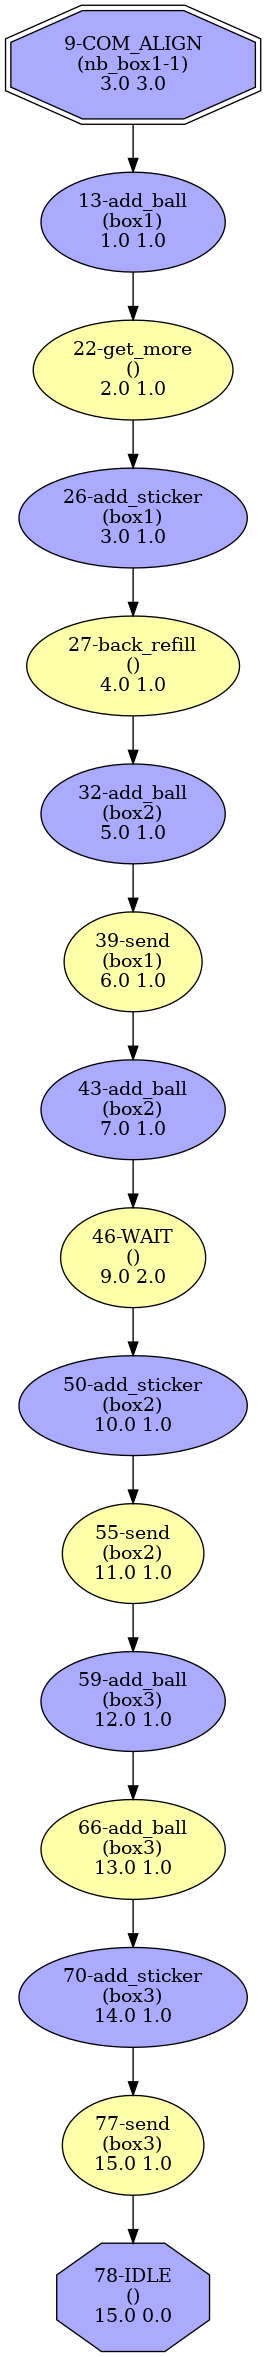 9-COM_ALIGN
(nb_box1-1)
3.0 3.0
13-add_ball
(box1)
1.0 1.0
22-get_more
()
2.0 1.0
26-add_sticker
(box1)
3.0 1.0
27-back_refill
()
4.0 1.0
32-add_ball
(box2)
5.0 1.0
39-send
(box1)
6.0 1.0
43-add_ball
(box2)
7.0 1.0
46-WAIT
()
9.0 2.0
50-add_sticker
(box2)
10.0 1.0
55-send
(box2)
11.0 1.0
59-add_ball
(box3)
12.0 1.0
66-add_ball
(box3)
13.0 1.0
70-add_sticker
(box3)
14.0 1.0
77-send
(box3)
15.0 1.0
78-IDLE
()
15.0 0.0